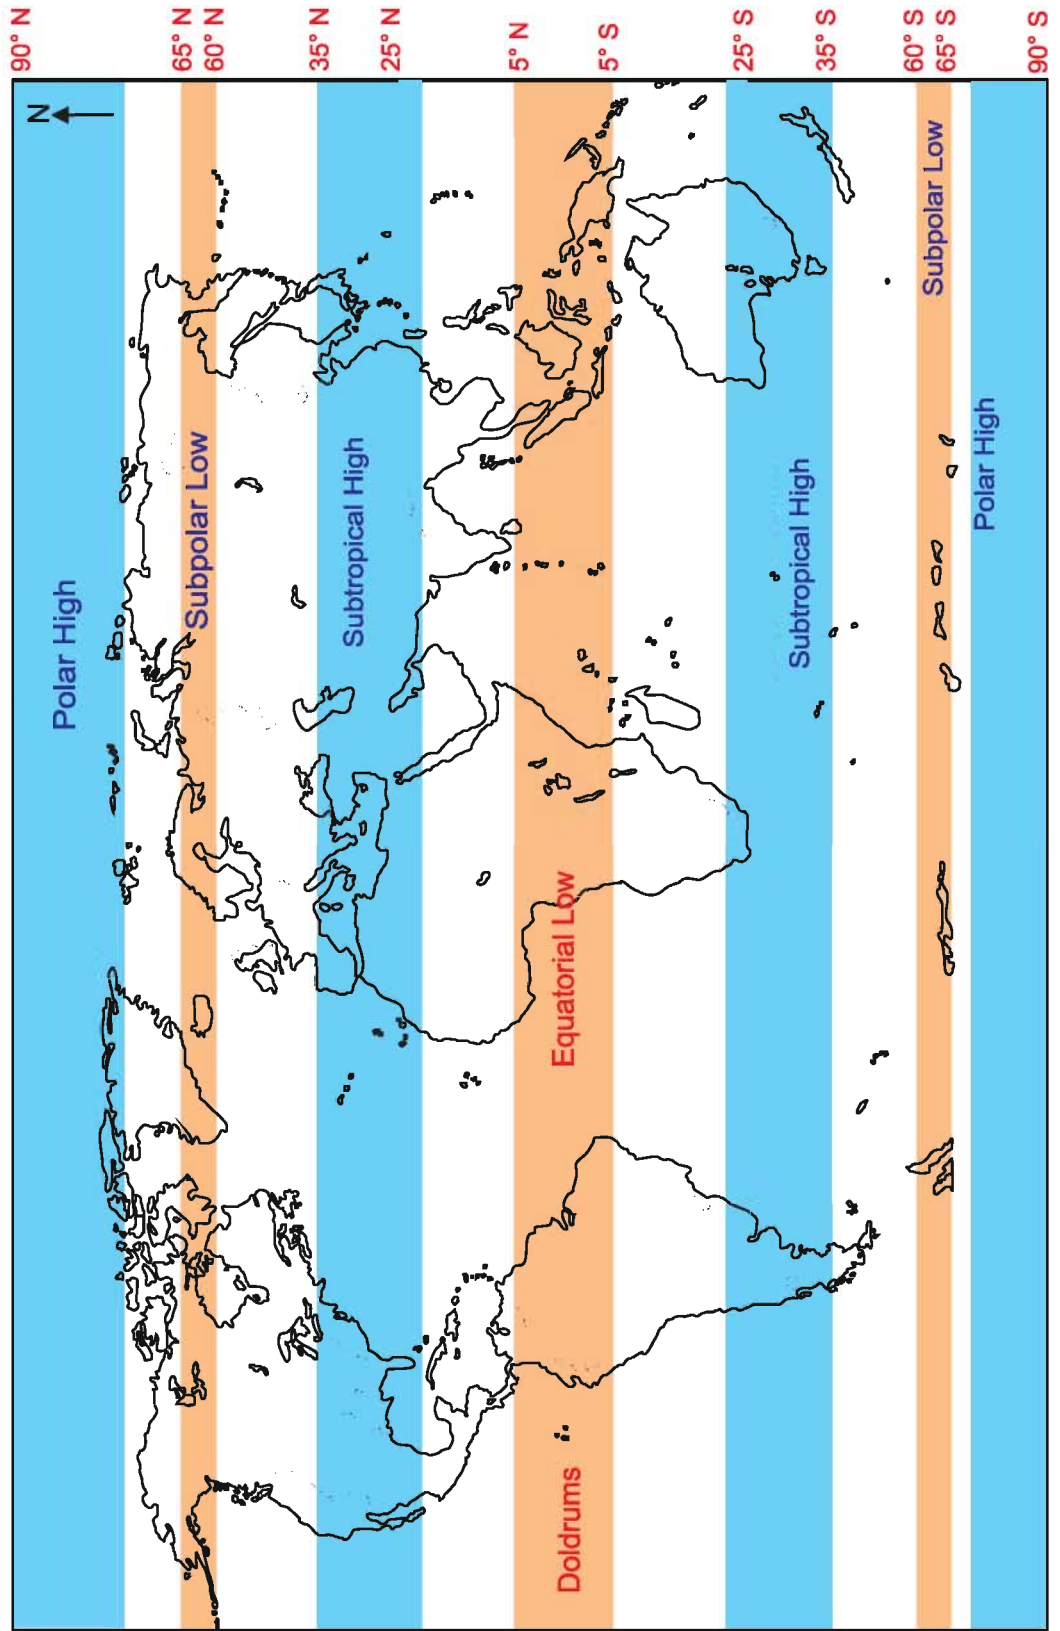 90° N
65° N
60° N
35° N
25° N
5° N
5° S
25° S
35° S
60° S
65° S
90° S
N
Polar High
Subpolar Low
Subtropical High
Equatorial Low
Doldrums
Subtropical High
Subpolar Low
Polar High